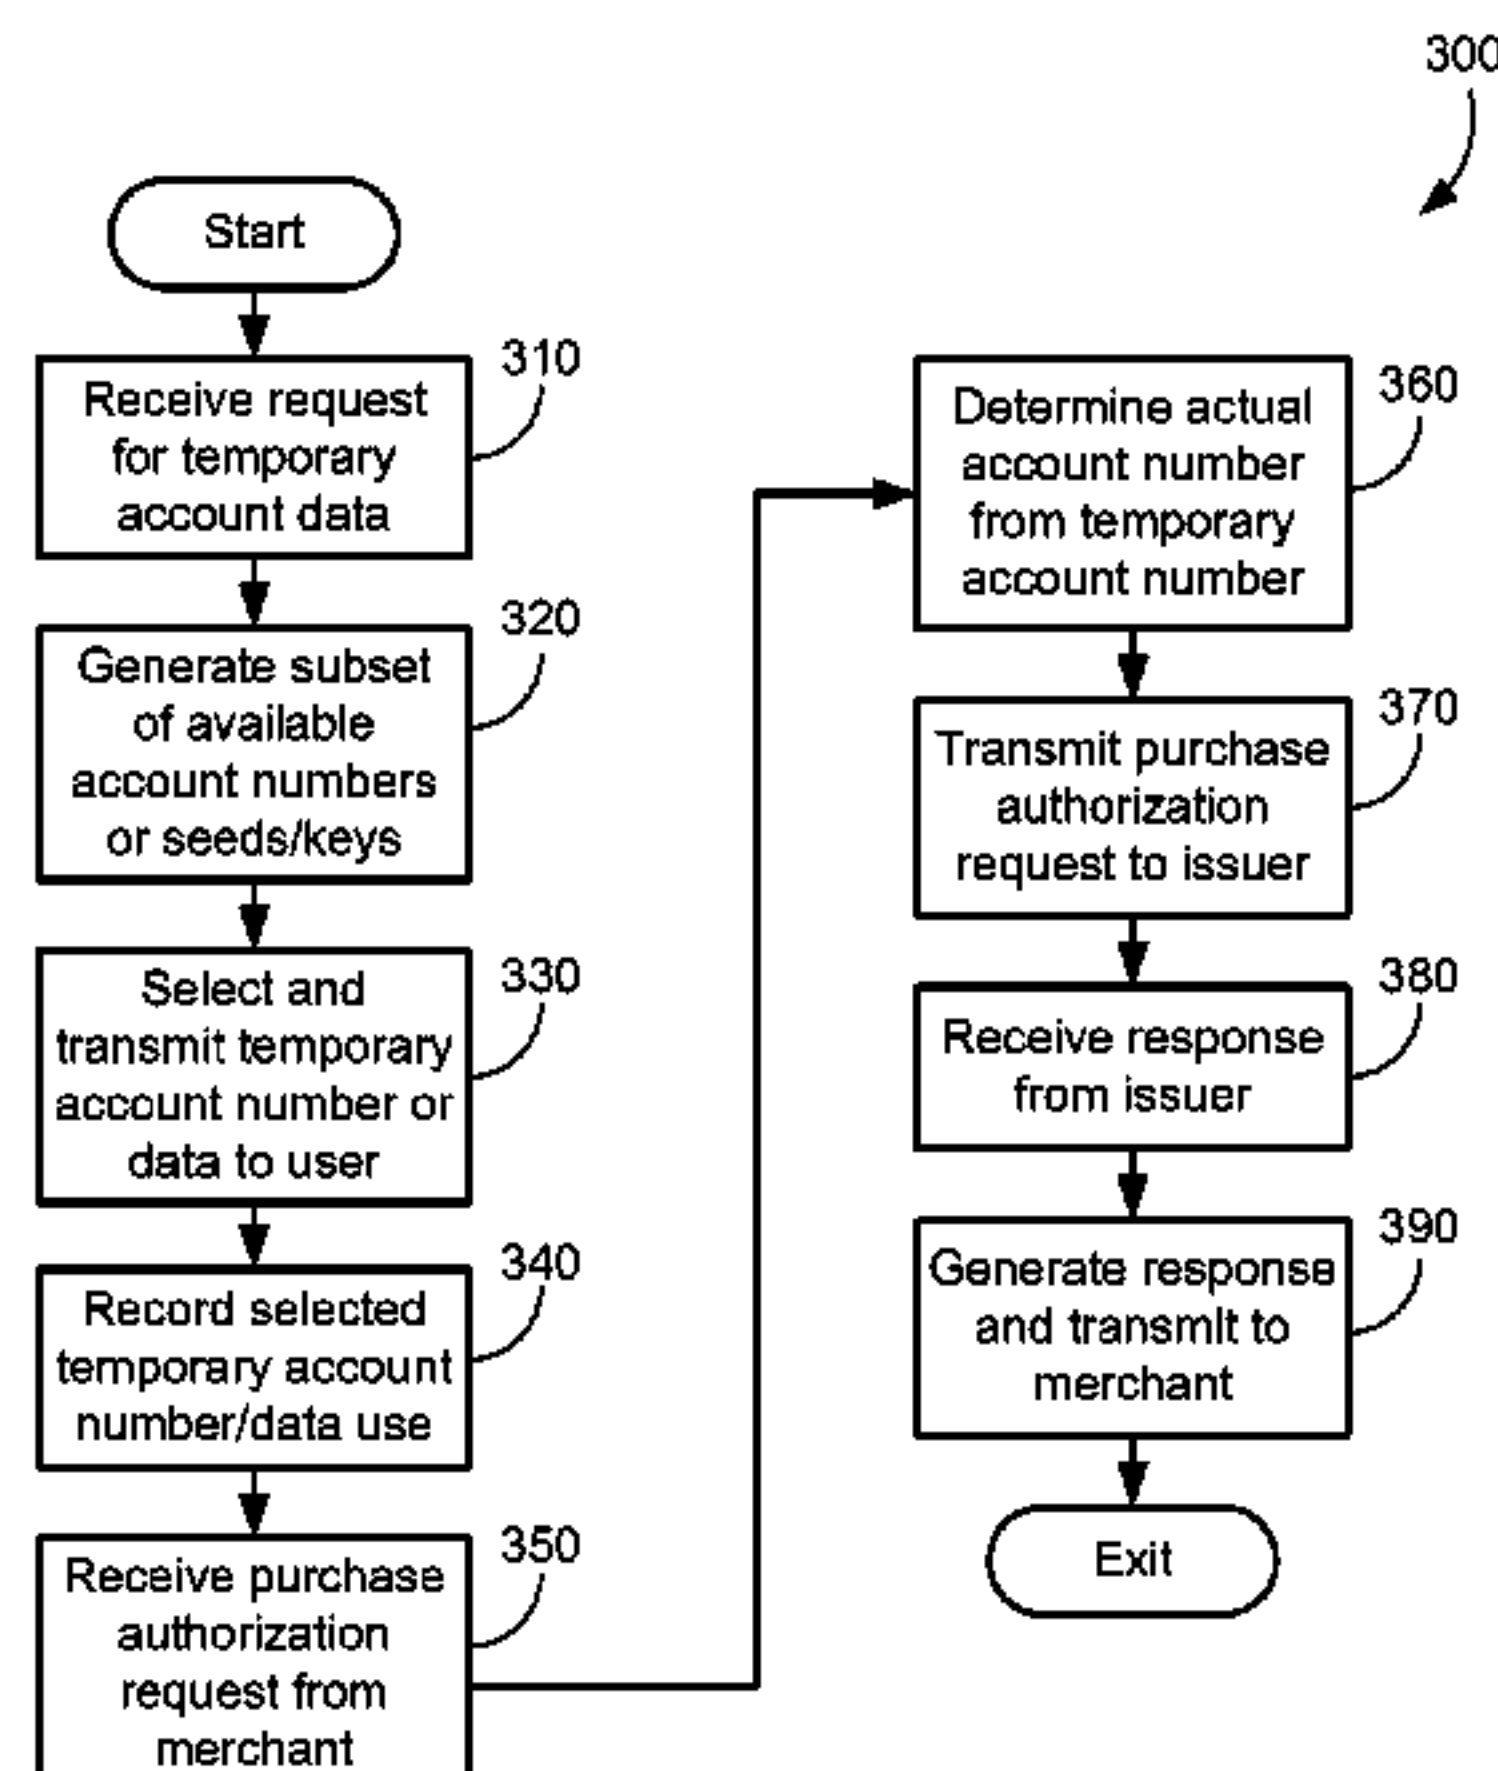 300
Start
310
Receive request
for temporary
account data
320
Generate subset
of available
account numbers
or seeds/keys
330
Select and
transmit temporary
account number or
data to user
340
Record selected
temporary account
number/data use
350
Receive purchase
authorization
request from
merchant
360
Determine actual
account number
from temporary
account number
370
Transmit purchase
authorization
request to issuer
380
Receive response
from issuer
390
Generate response
and transmit to
merchant
Exit